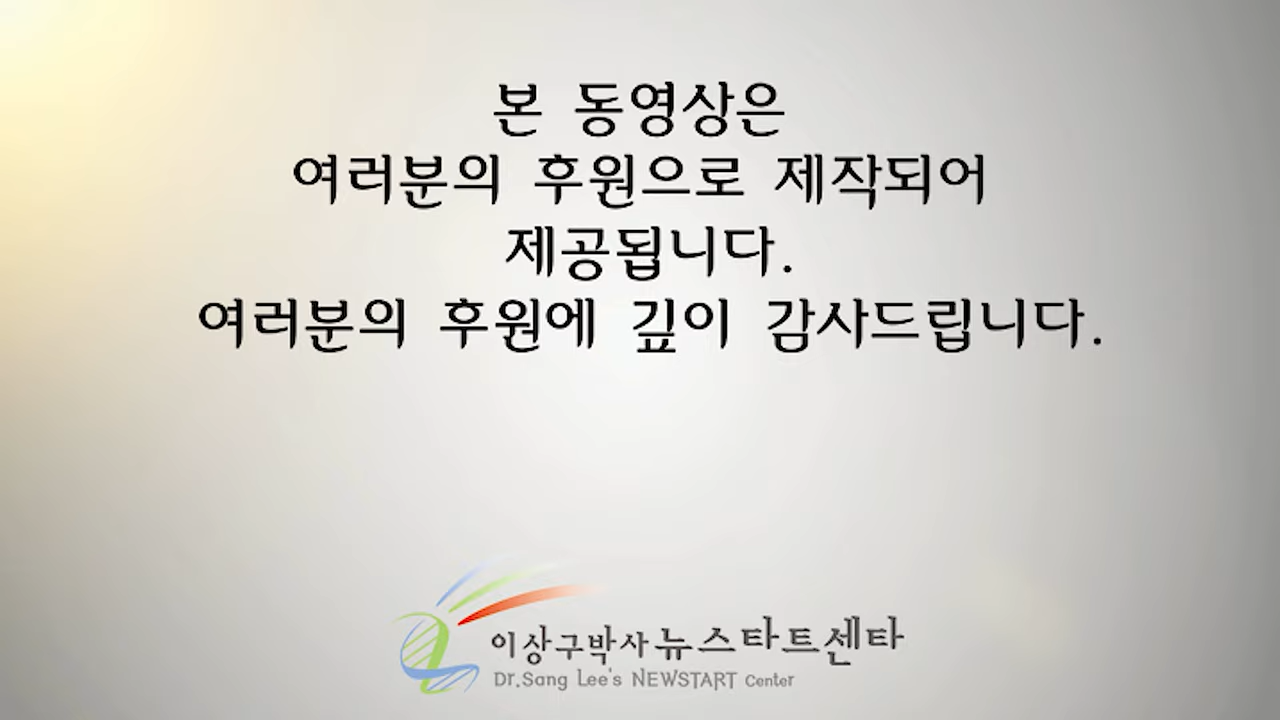 본 동영상은
여러분의 후원으로 제작되어
제공됩니다.
여러분의 후원에 깊이 감사드립니다.
이상구박사 뉴스타트센타
Dr.Sang Lee's NEWSTART Center